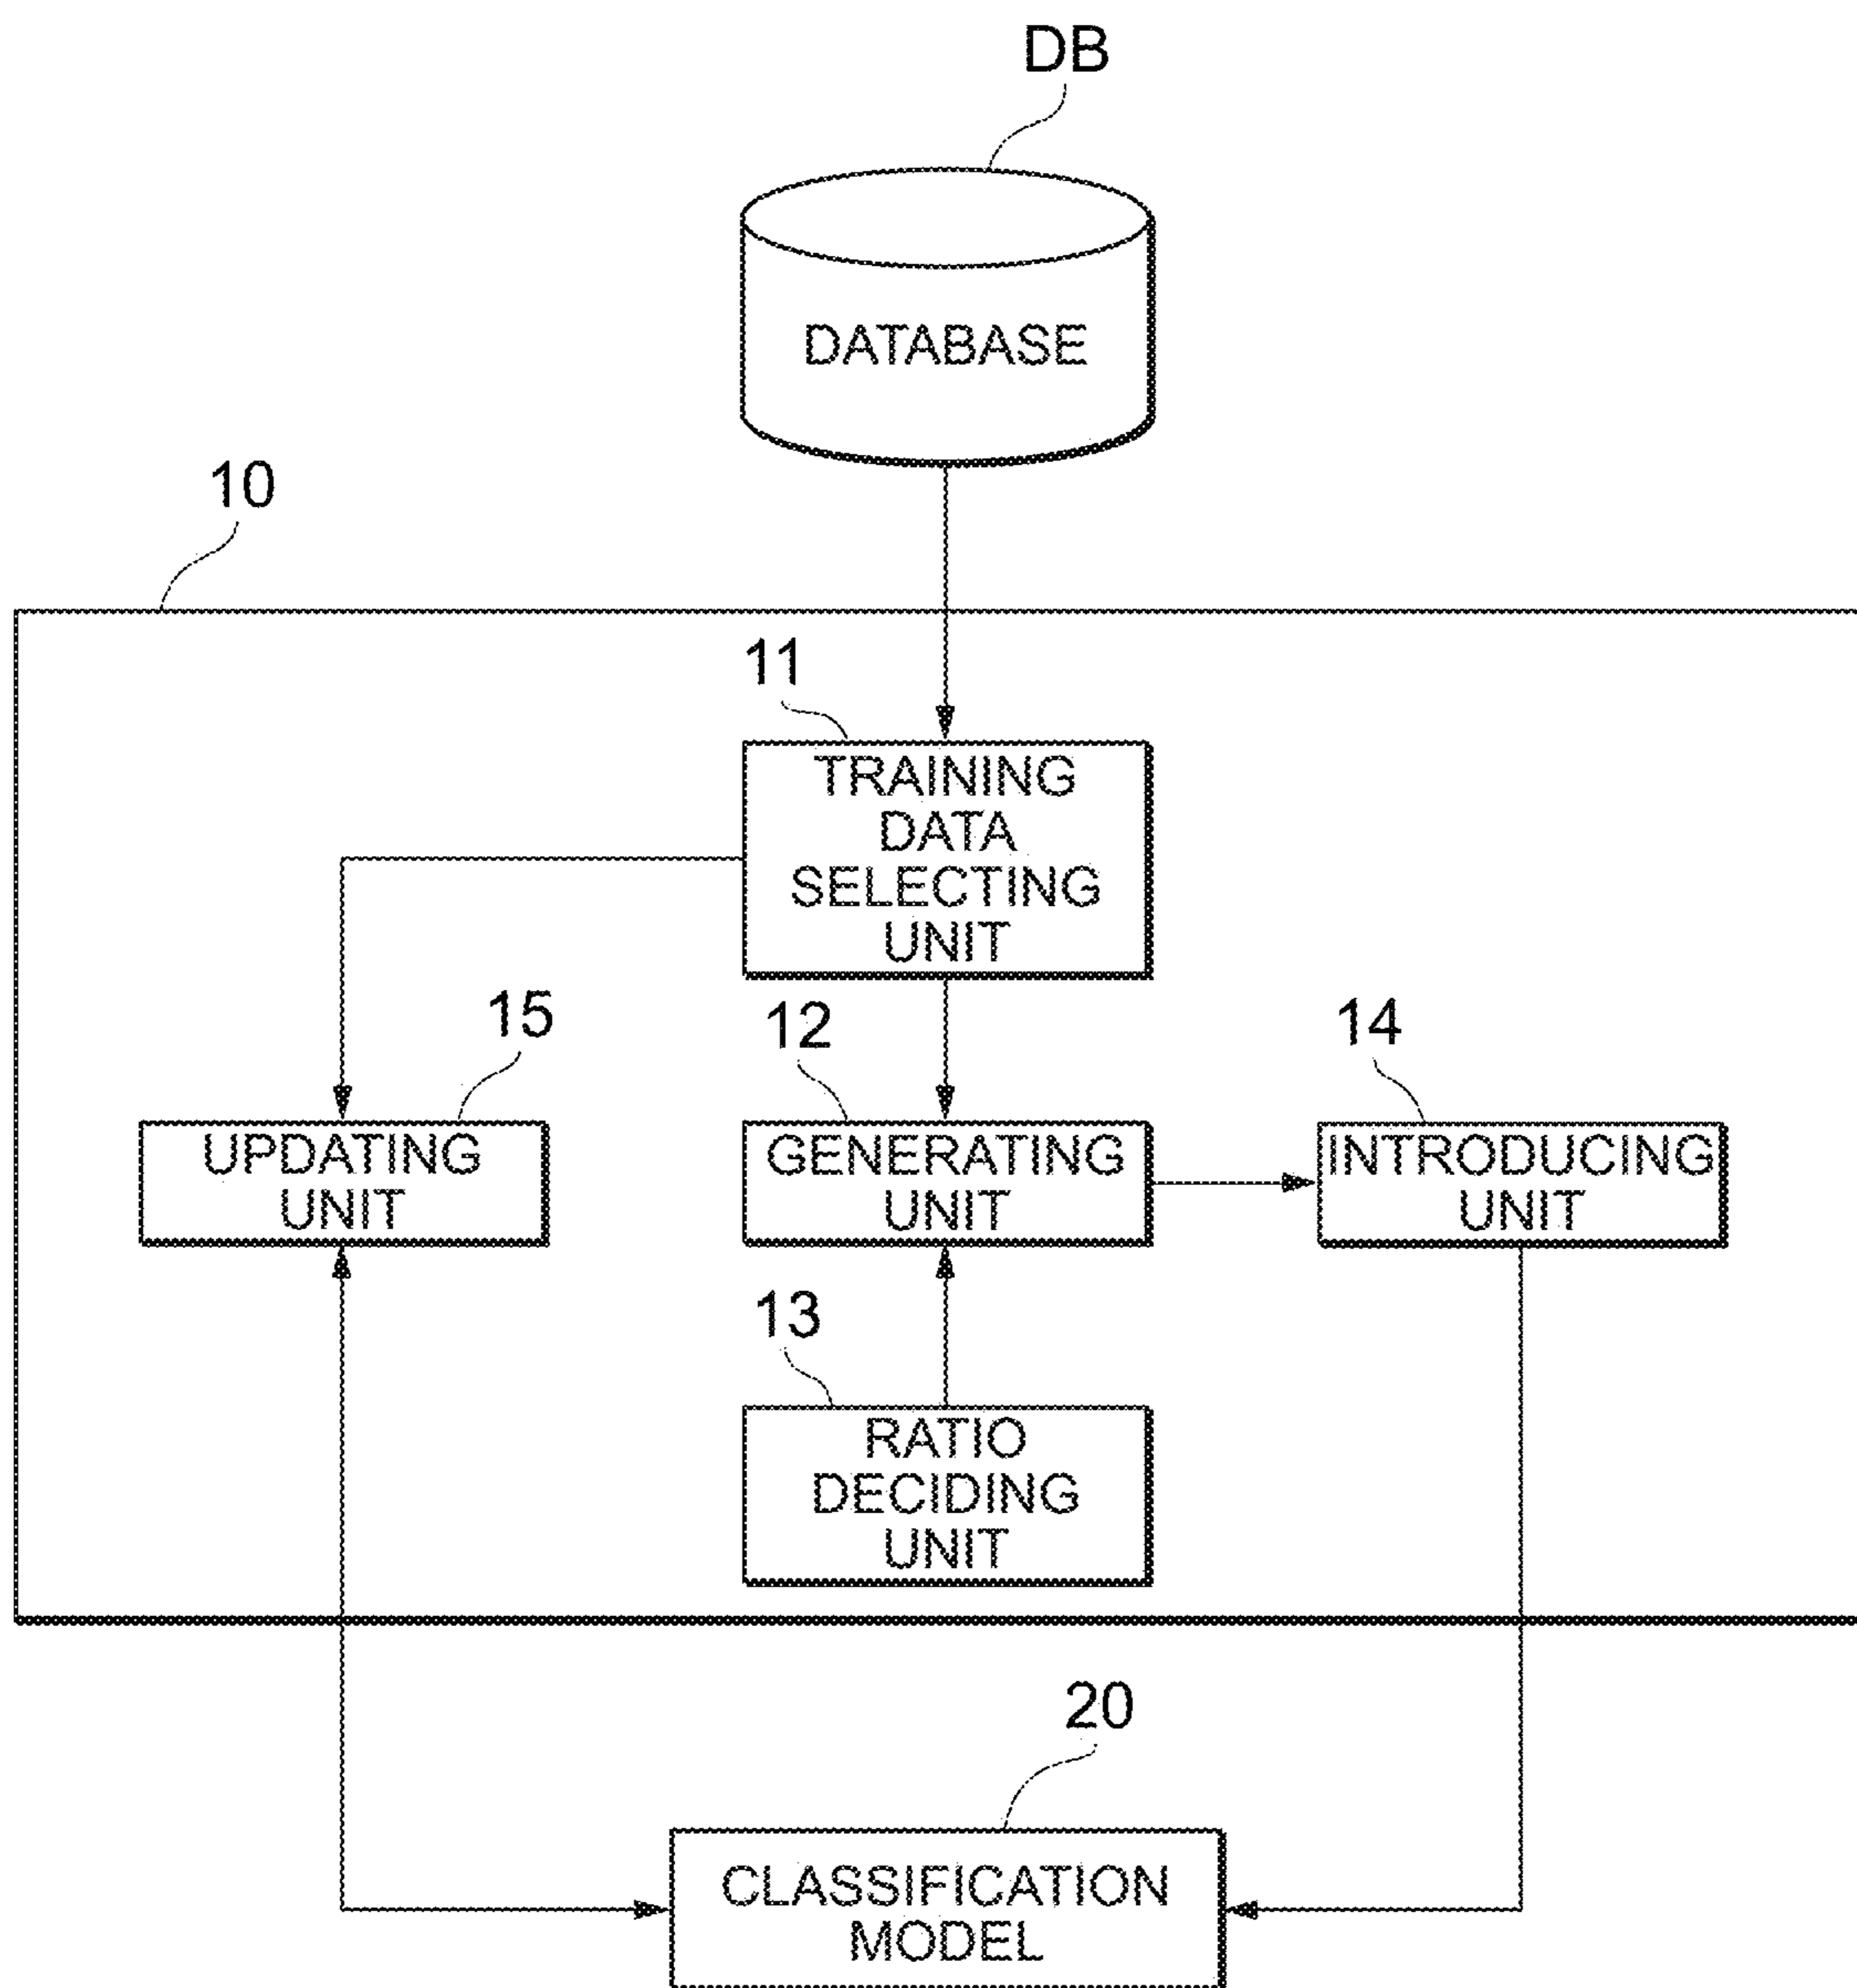 DB
DATABASE
10
11
TRAINING
DATA
SELECTING
UNIT
15
12
14
UPDATING
UNIT
GENERATING
UNIT
INTRODUCING
UNIT
13
RATIO
DECIDING
UNIT
20
CLASSIFICATION
MODEL